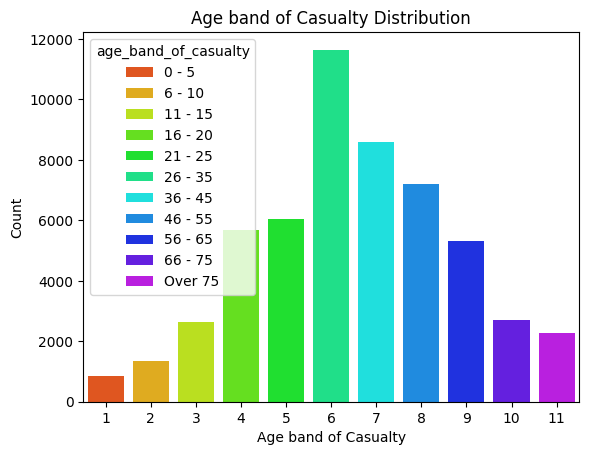 Age band of Casualty Distribution
age_band_of_casualty
0 - 5
6 - 10
11 - 15
16 - 20
21 - 25
26 - 35
36 - 45
46 - 55
56 - 65
66 - 75
Over 75
Count
12000
10000
8000
6000
4000
2000
0
1 2 3 4 5 6 7 8 9 10 11
Age band of Casualty